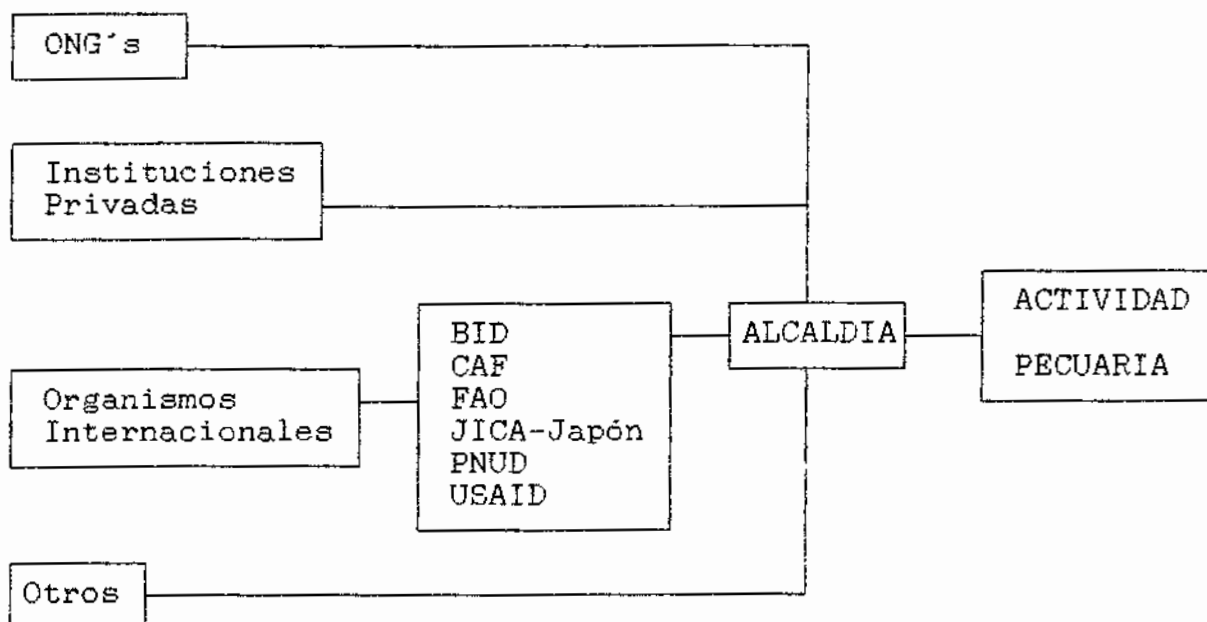 ONG´s
Instituciones
Privadas
Organismos
Internacionales
BID
CAF
FAO
JICA-Japón
PNUD
USAID
Otros
ALCALDIA
ACTIVIDAD
PECUARIA